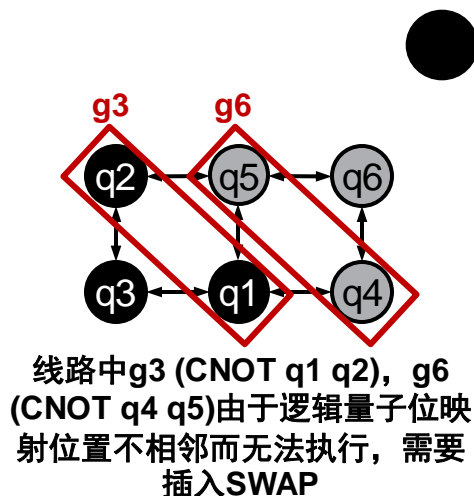 g3 g6
q2 q5 q6
q3 q1 q4
线路中g3 (CNOT q1 q2)，g6
(CNOT q4 q5)由于逻辑量子位映
射位置不相邻而无法执行，需要
插入SWAP